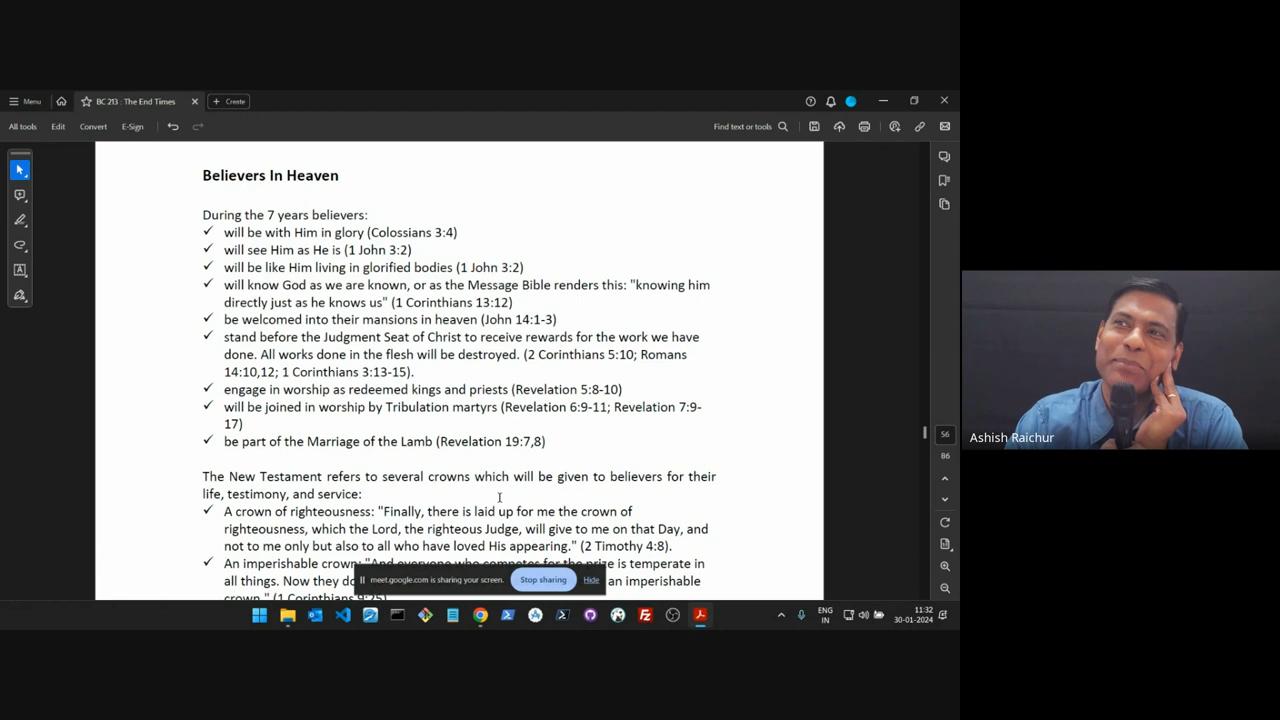 Menu
BC 213 : The End Times
Create
All tools
Edit
Convert
E-Sign
Find text or tools
Believers In Heaven
During the 7 years believers:
✓ will be with Him in glory (Colossians 3:4)
✓ will see Him as He is (1 John 3:2)
✓ will be like Him living in glorified bodies (1 John 3:2)
✓ will know God as we are known, or as the Message Bible renders this: "knowing him
directly just as he knows us" (1 Corinthians 13:12)
✓ be welcomed into their mansions in heaven (John 14:1-3)
✓ stand before the Judgment Seat of Christ to receive rewards for the work we have
done. All works done in the flesh will be destroyed. (2 Corinthians 5:10; Romans
14:10,12; 1 Corinthians 3:13-15).
✓ engage in worship as redeemed kings and priests (Revelation 5:8-10)
✓ will be joined in worship by Tribulation martyrs (Revelation 6:9-11; Revelation 7:9-
17)
✓ be part of the Marriage of the Lamb (Revelation 19:7,8)
The New Testament refers to several crowns which will be given to believers for their
life, testimony, and service:
✓ A crown of righteousness: "Finally, there is laid up for me the crown of
righteousness, which the Lord, the righteous Judge, will give to me on that Day, and
not to me only but also to all who have loved His appearing." (2 Timothy 4:8).
✓ An imperishable crown: "And everyone who competes for the prize is temperate in
all things. Now they do an imperishable
crown." (1 Corinthians 9:25)
meet.google.com is sharing your screen.
Stop sharing
Hide
56
86
ENG
IN
11:32
30-01-2024
Ashish Raichur